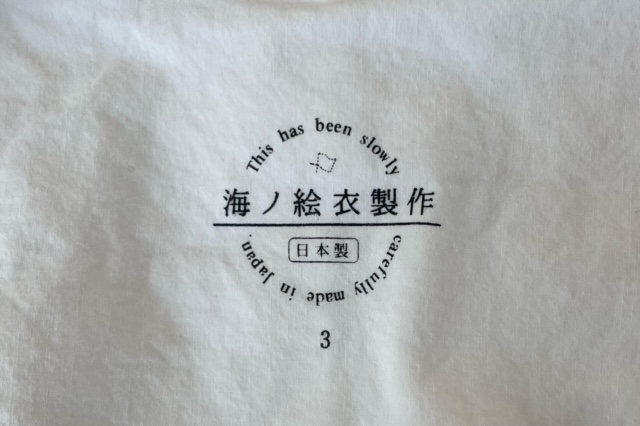 This has been slowly
海ノ絵衣製作
日本製
carefully made in Japan.
3